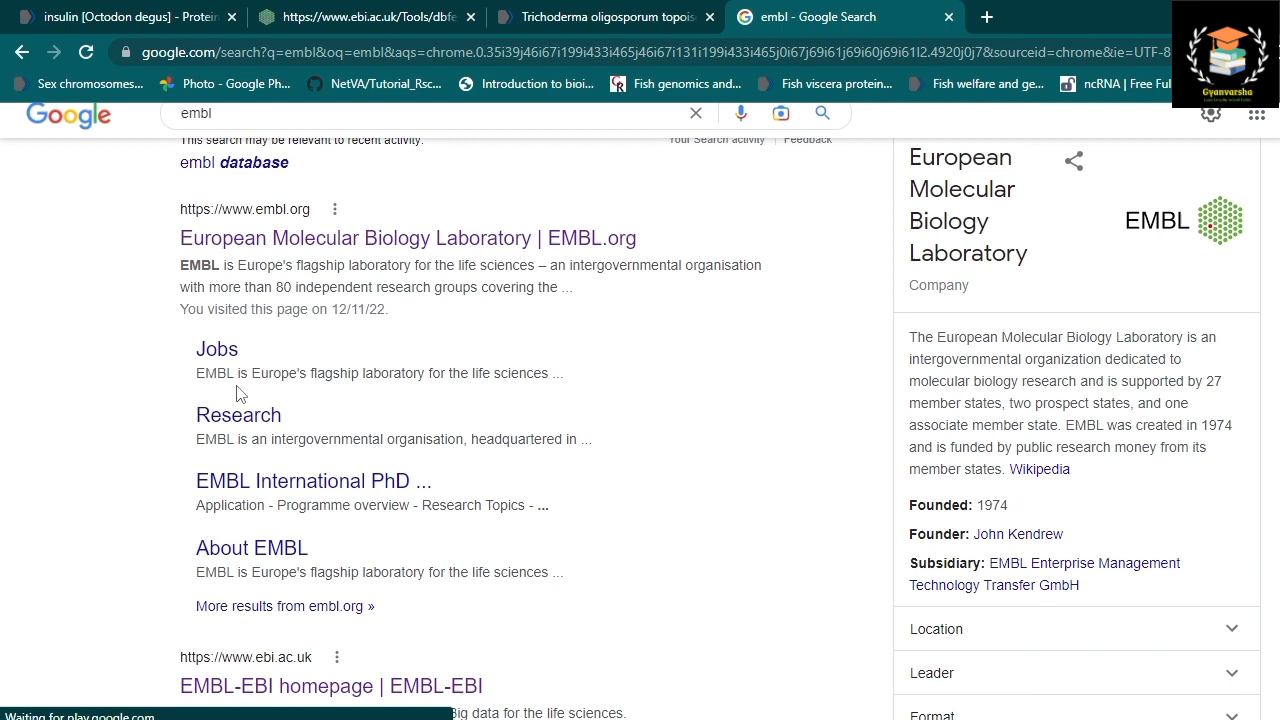 insulin [Octodon degus] - Protein
https://www.ebi.ac.uk/Tools/dbfe
Trichoderma oligosporum topois
embl - Google Search
google.com/search?q=embl&oq=embl&aqs=chrome.0.35i39j46i67i199i433i465j46i67i131i199i433i465j0i67j69i61j69i60j69i61l2.4920j0j7&sourceid=chrome&ie=UTF-8
Sex chromosomes...
Photo - Google Ph...
NetVA/Tutorial_Rsc...
Introduction to bioi...
Fish genomics and...
Fish viscera protein...
Fish welfare and ge...
ncRNA | Free Full
Gyanvarsha
Google
embl
This search may be relevant to recent activity:
Your Search activity
Feedback
embl database
https://www.embl.org
European Molecular Biology Laboratory | EMBL.org
EMBL is Europe's flagship laboratory for the life sciences – an intergovernmental organisation
with more than 80 independent research groups covering the ...
You visited this page on 12/11/22.
Jobs
EMBL is Europe's flagship laboratory for the life sciences ...
Research
EMBL is an intergovernmental organisation, headquartered in ...
EMBL International PhD ...
Application - Programme overview - Research Topics - ...
About EMBL
EMBL is Europe's flagship laboratory for the life sciences ...
More results from embl.org »
https://www.ebi.ac.uk
EMBL-EBI homepage | EMBL-EBI
Big data for the life sciences.
Waiting for play.google.com
European
Molecular
Biology
Laboratory
EMBL
Company
The European Molecular Biology Laboratory is an
intergovernmental organization dedicated to
molecular biology research and is supported by 27
member states, two prospect states, and one
associate member state. EMBL was created in 1974
and is funded by public research money from its
member states. Wikipedia
Founded: 1974
Founder: John Kendrew
Subsidiary: EMBL Enterprise Management
Technology Transfer GmbH
Location
Leader
Format